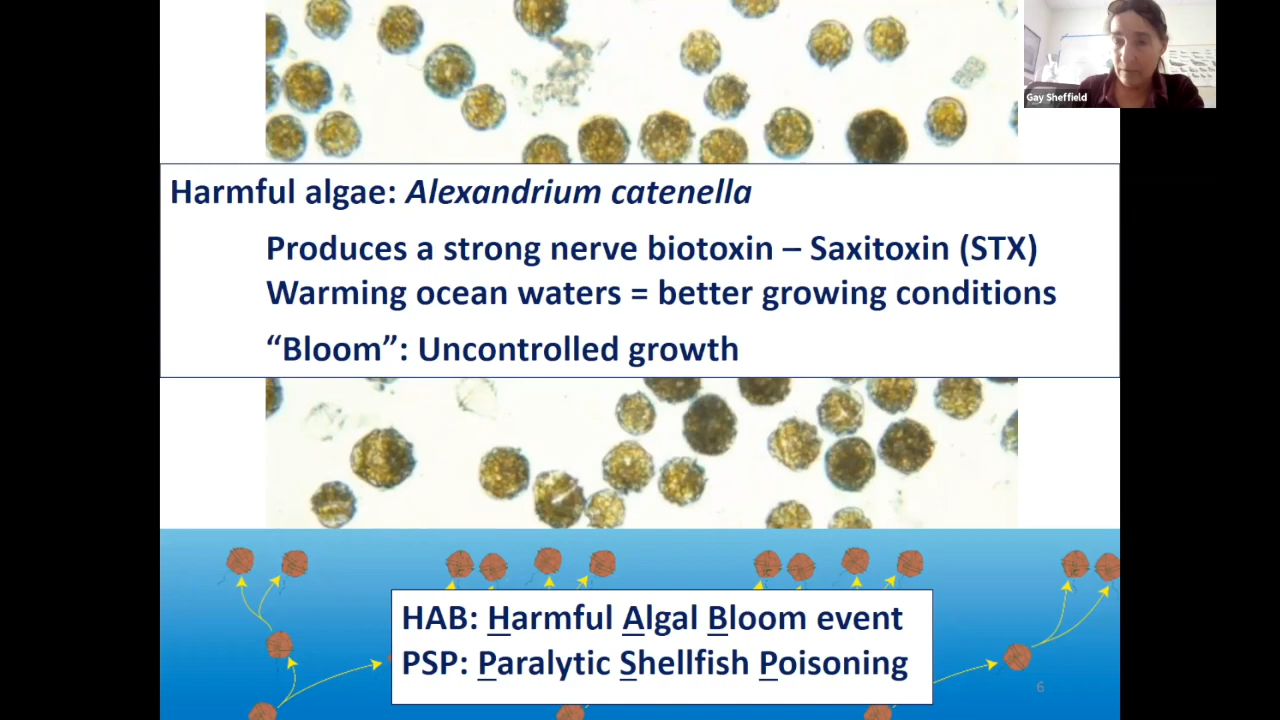 Gay Sheffield
Harmful algae: Alexandrium catenella
Produces a strong nerve biotoxin – Saxitoxin (STX)
Warming ocean waters = better growing conditions
“Bloom”: Uncontrolled growth
HAB: Harmful Algal Bloom event
PSP: Paralytic Shellfish Poisoning
6